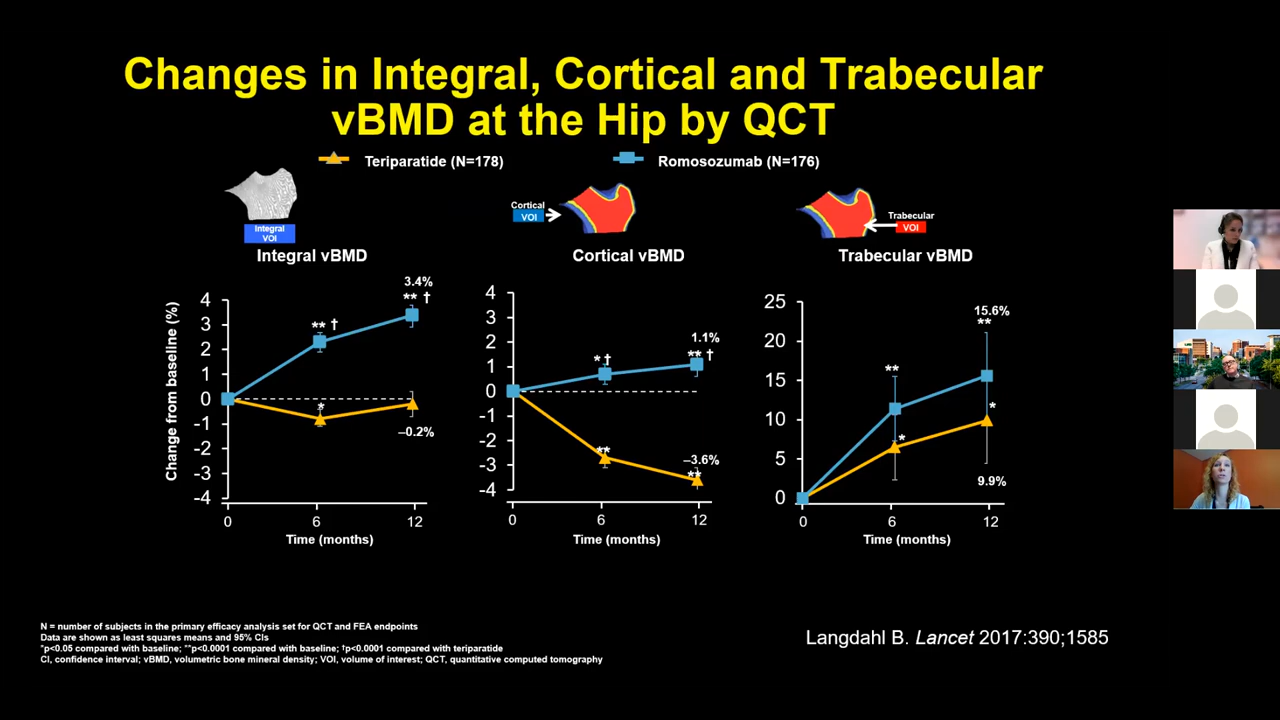 Changes in Integral, Cortical and Trabecular
vBMD at the Hip by QCT
Teriparatide (N=178)
Romosozumab (N=176)
Integral
VOI
Integral vBMD
Cortical
VOI
Cortical vBMD
Trabecular
VOI
Trabecular vBMD
Change from baseline (%)
4
3
2
1
0
-1
-2
-3
-4
** †
3.4%
** †
*
–0.2%
0
6
12
Time (months)
4
3
2
1
0
-1
-2
-3
-4
* †
1.1%
** †
**
–3.6%
**
0
6
12
Time (months)
25
20
15
10
5
0
**
15.6%
**
*
*
9.9%
0
6
12
Time (months)
N = number of subjects in the primary efficacy analysis set for QCT and FEA endpoints
Data are shown as least squares means and 95% CIs
*p<0.05 compared with baseline; **p<0.0001 compared with baseline; †p<0.0001 compared with teriparatide
CI, confidence interval; vBMD, volumetric bone mineral density; VOI, volume of interest; QCT, quantitative computed tomography
Langdahl B. Lancet 2017:390;1585